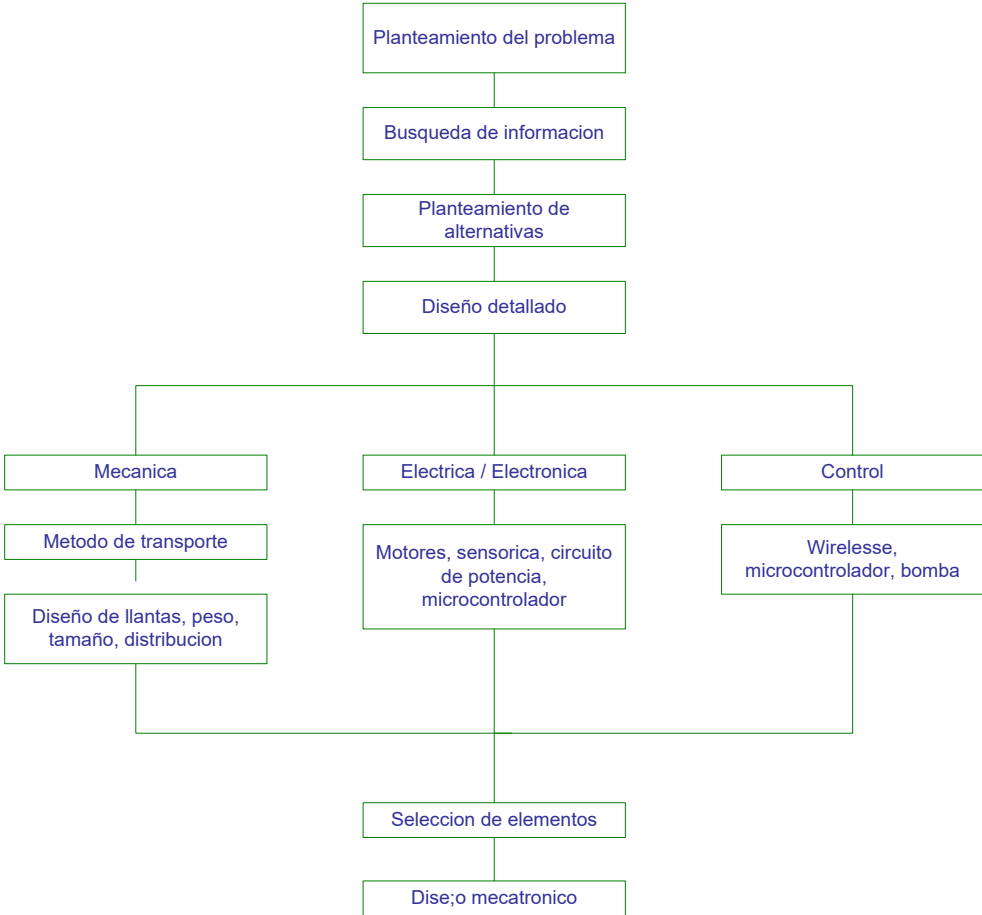 Planteamiento del problema
Busqueda de informacion
Planteamiento de
alternativas
Diseño detallado
Mecanica
Electrica / Electronica
Control
Metodo de transporte
Motores, sensorica, circuito
de potencia,
microcontrolador
Wirelesse,
microcontrolador, bomba
Diseño de llantas, peso,
tamaño, distribucion
Seleccion de elementos
Dise;o mecatronico